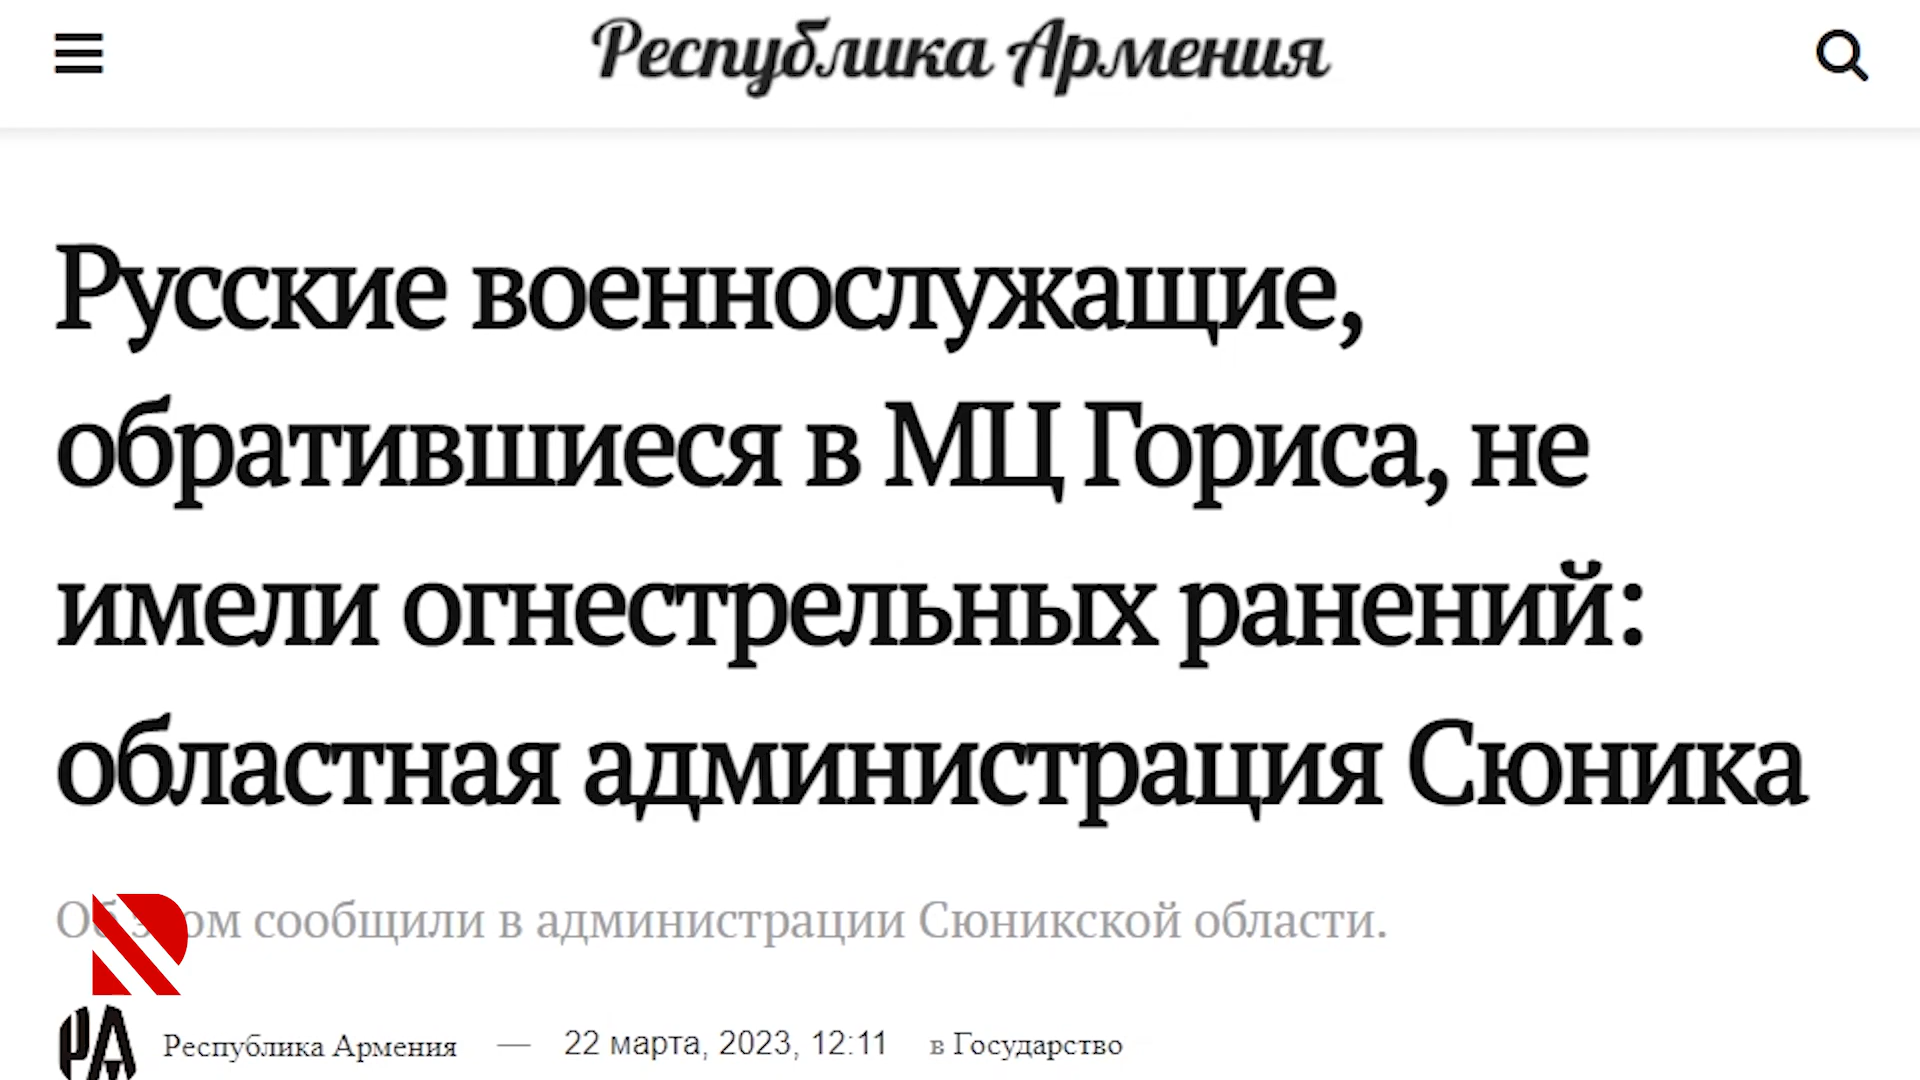 Республика Армения
Русские военнослужащие,
обратившиеся в МЦ Гориса, не
имели огнестрельных ранений:
областная администрация Сюника
сообщили в администрации Сюникской области.
Республика Армения — 22 марта, 2023, 12:11 в Государство